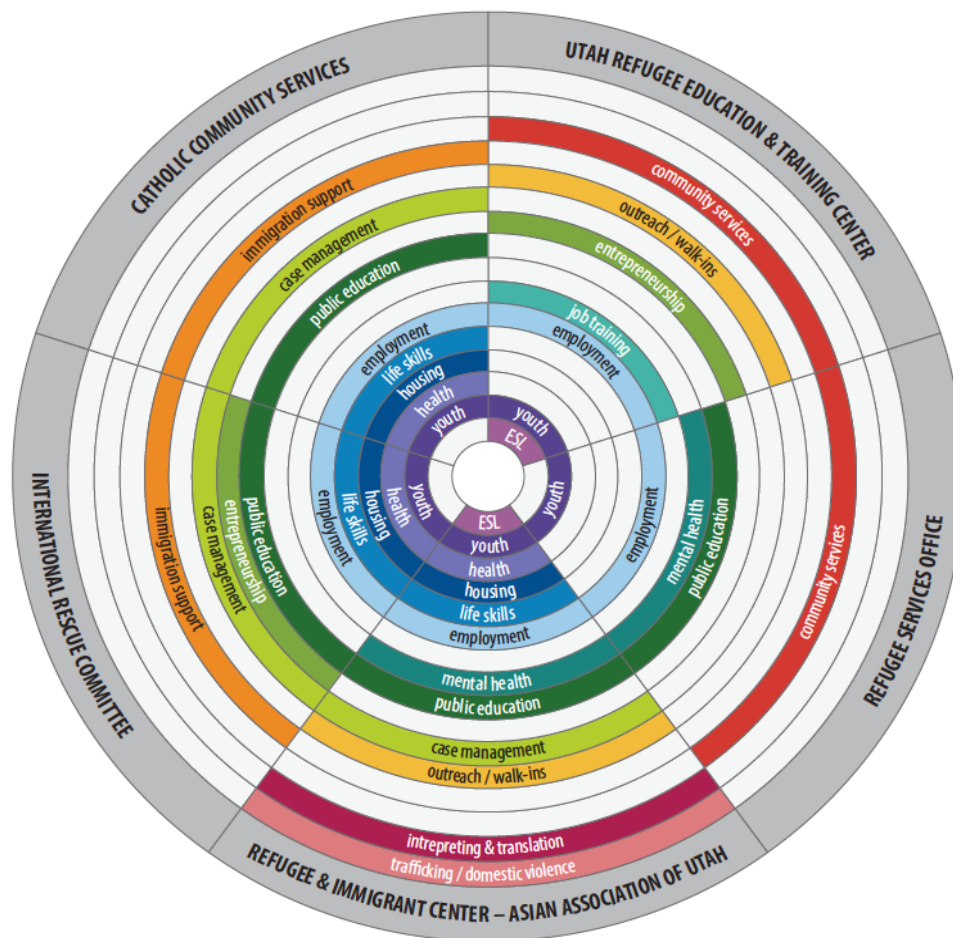 CATHOLIC COMMUNITY SERVICES
immigration support
case management
public education
employment
life skills
housing
health
youth
UTAH REFUGEE EDUCATION & TRAINING CENTER
community services
outreach / walk-ins
entrepreneurship
job training
employment
youth
ESL
REFUGEE SERVICES OFFICE
community services
public education
mental health
employment
youth
REFUGEE & IMMIGRANT CENTER – ASIAN ASSOCIATION OF UTAH
ESL
youth
health
housing
life skills
employment
mental health
public education
case management
outreach / walk-ins
intrepreting & translation
trafficking / domestic violence
INTERNATIONAL RESCUE COMMITTEE
immigration support
case management
entrepreneurship
public education
employment
life skills
housing
health
youth